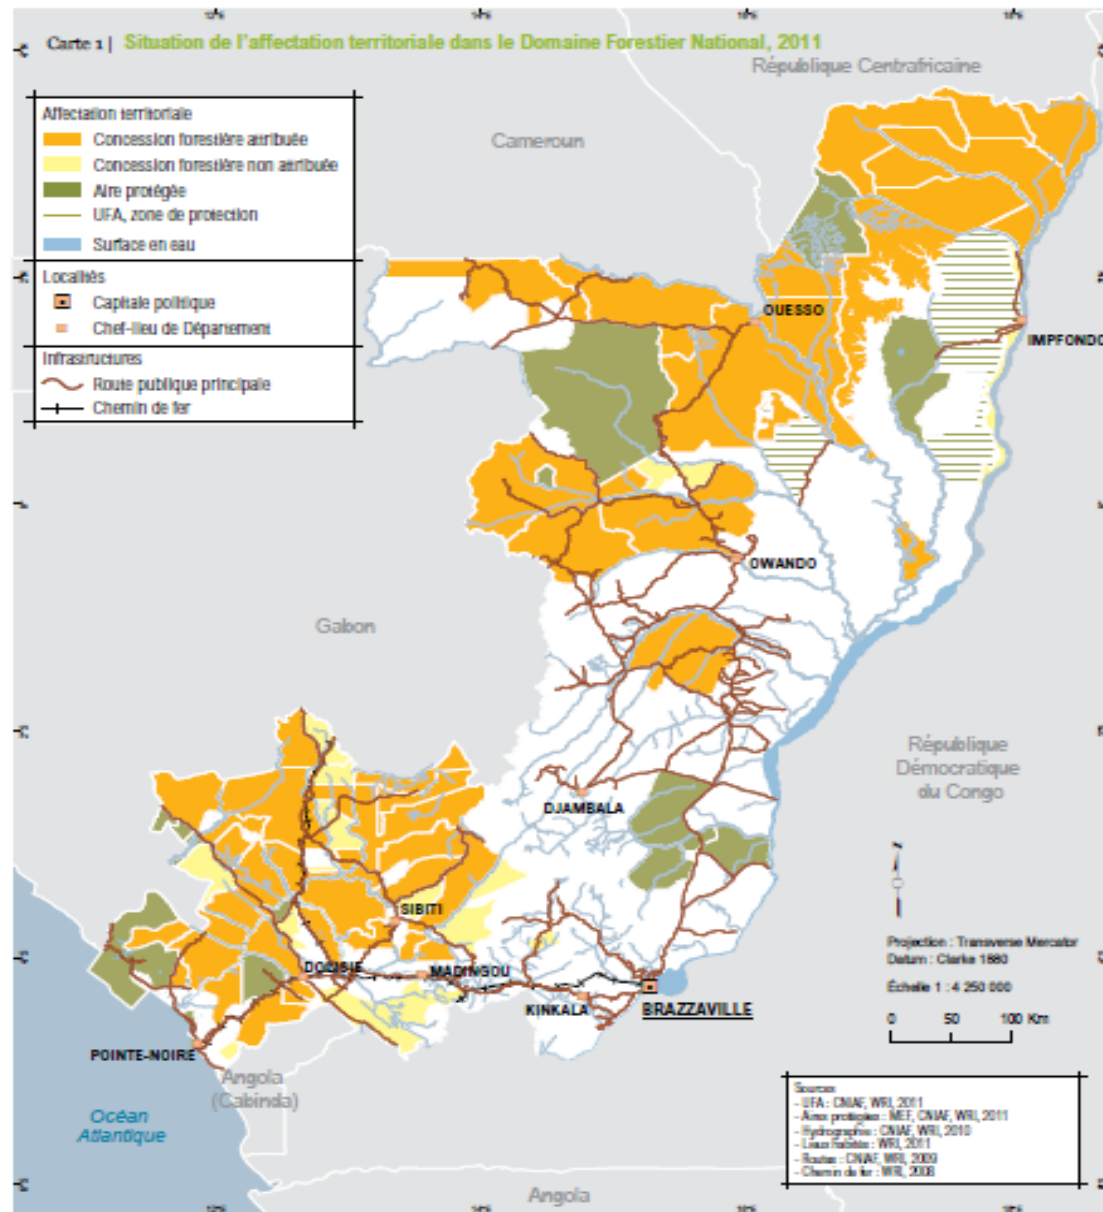 Carte 1 | Situation de l'affectation territoriale dans le Domaine Forestier National, 2011
République Centrafricaine
Cameroun
Affectation territoriale
Concession forestière attribuée
Concession forestière non attribuée
Aire protégée
UFA, zone de protection
Surface en eau
Localités
Capitale politique
Chef-lieu de Département
Infrastructures
Route publique principale
Chemin de fer
OUESSO
IMPFONDO
OWANDO
Gabon
République
Démocratique
du Congo
DJAMBALA
SIBITI
DOLISIE
MADINGOU
KINKALA
BRAZZAVILLE
POINTE-NOIRE
Angola
(Cabinda)
Océan
Atlantique
Angola
N
Projection : Transverse Mercator
Datum : Clarke 1880
Échelle 1 : 4 250 000
0 50 100 Km
Sources
- UFA : CNIAF, WRI, 2011
- Aires protégées : MEF, CNIAF, WRI, 2011
- Hydrographie : CNIAF, WRI, 2010
- Lieux habités : WRI, 2011
- Routes : CNIAF, WRI, 2009
- Chemin de fer : WRI, 2008